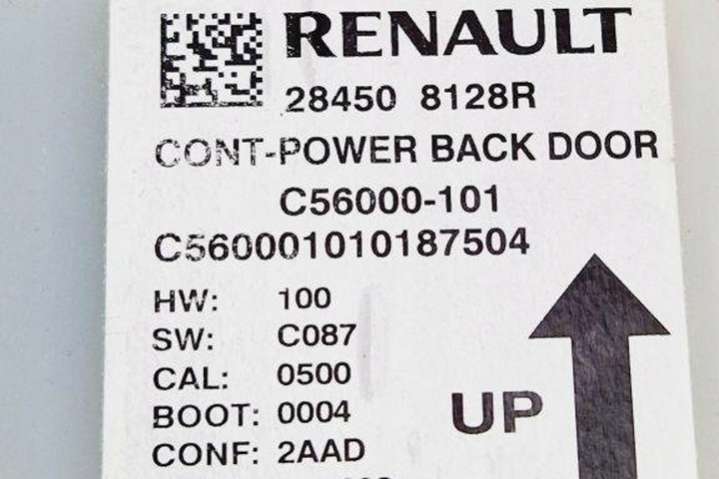 RENAULT
28450 8128R
CONT-POWER BACK DOOR
C56000-101
C560001010187504
HW: 100
SW: C087
CAL: 0500
BOOT: 0004
CONF: 2AAD
UP